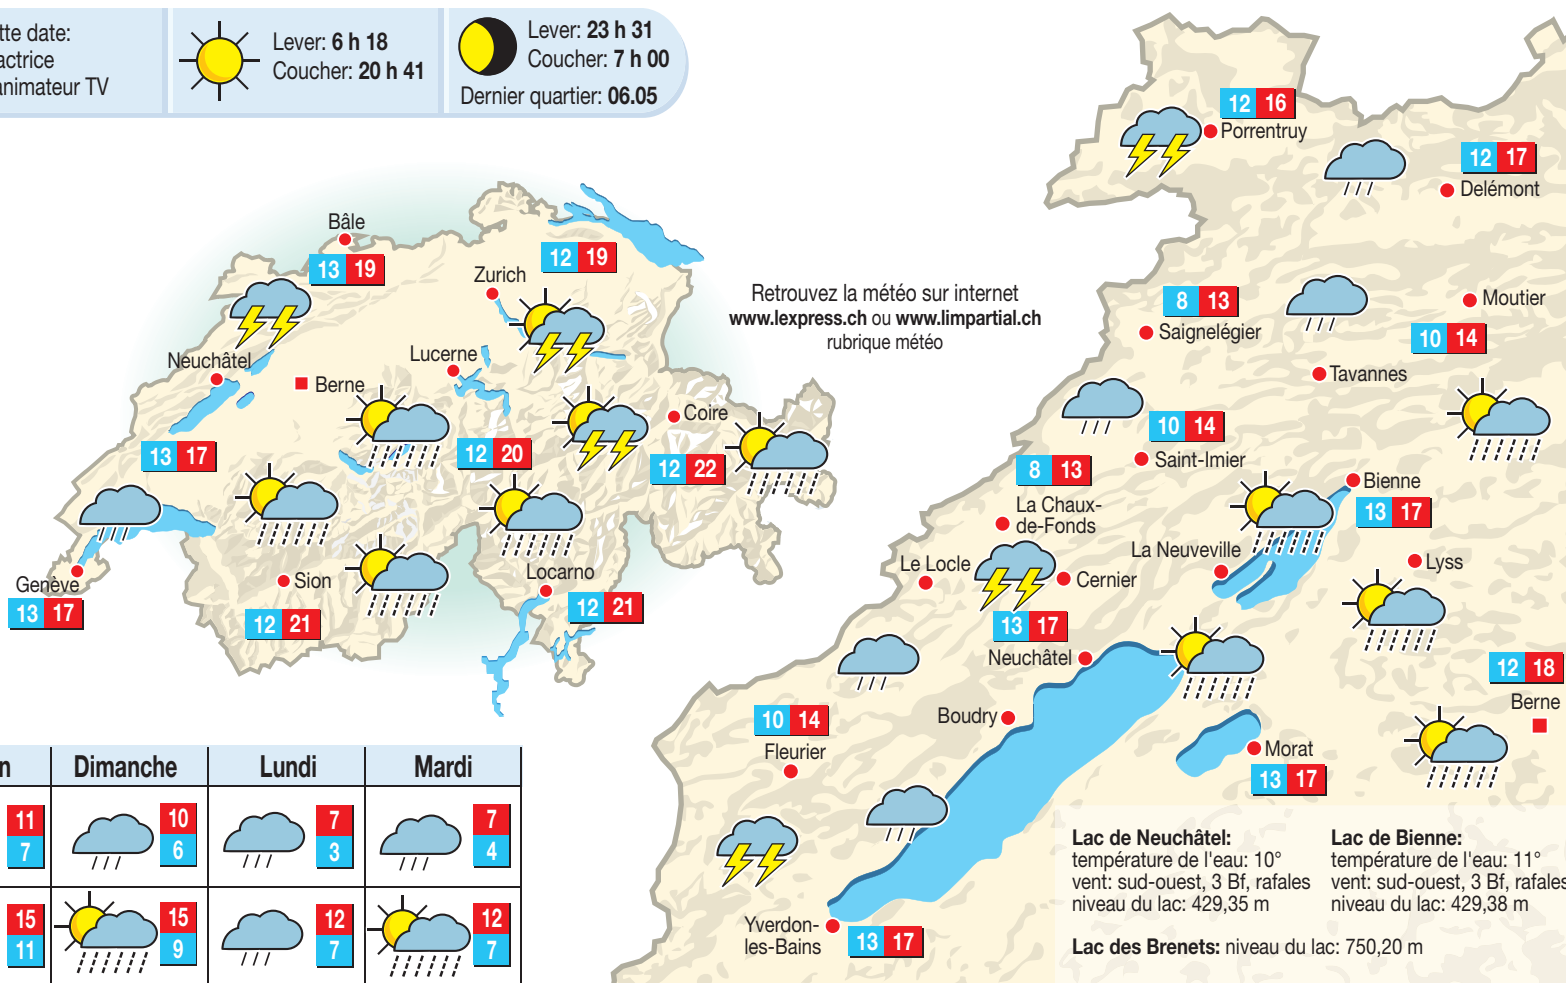 tte date:
actrice
animateur TV
Lever: 6 h 18
Coucher: 20 h 41
Lever: 23 h 31
Coucher: 7 h 00
Dernier quartier: 06.05
Bâle
13 19
12 19
Zurich
Neuchâtel
Lucerne
Berne
Coire
13 17
12 20
12 22
Genève
13 17
Sion
12 21
Locarno
12 21
Retrouvez la météo sur internet
www.lexpress.ch ou www.limpartial.ch
rubrique météo
12 16
Porrentruy
12 17
Delémont
8 13
Saignelégier
Moutier
10 14
Tavannes
10 14
Saint-Imier
8 13
La Chaux-
de-Fonds
Bienne
13 17
La Neuveville
Le Locle
Cernier
Lyss
13 17
Neuchâtel
12 18
Berne
10 14
Fleurier
Boudry
Morat
13 17
Yverdon-
les-Bains
13 17
n Dimanche Lundi Mardi
11 10 7 7
7 6 3 4
15 15 12 12
11 9 7 7
Lac de Neuchâtel:
température de l'eau: 10°
vent: sud-ouest, 3 Bf, rafales
niveau du lac: 429,35 m
Lac de Bienne:
température de l'eau: 11°
vent: sud-ouest, 3 Bf, rafales
niveau du lac: 429,38 m
Lac des Brenets: niveau du lac: 750,20 m